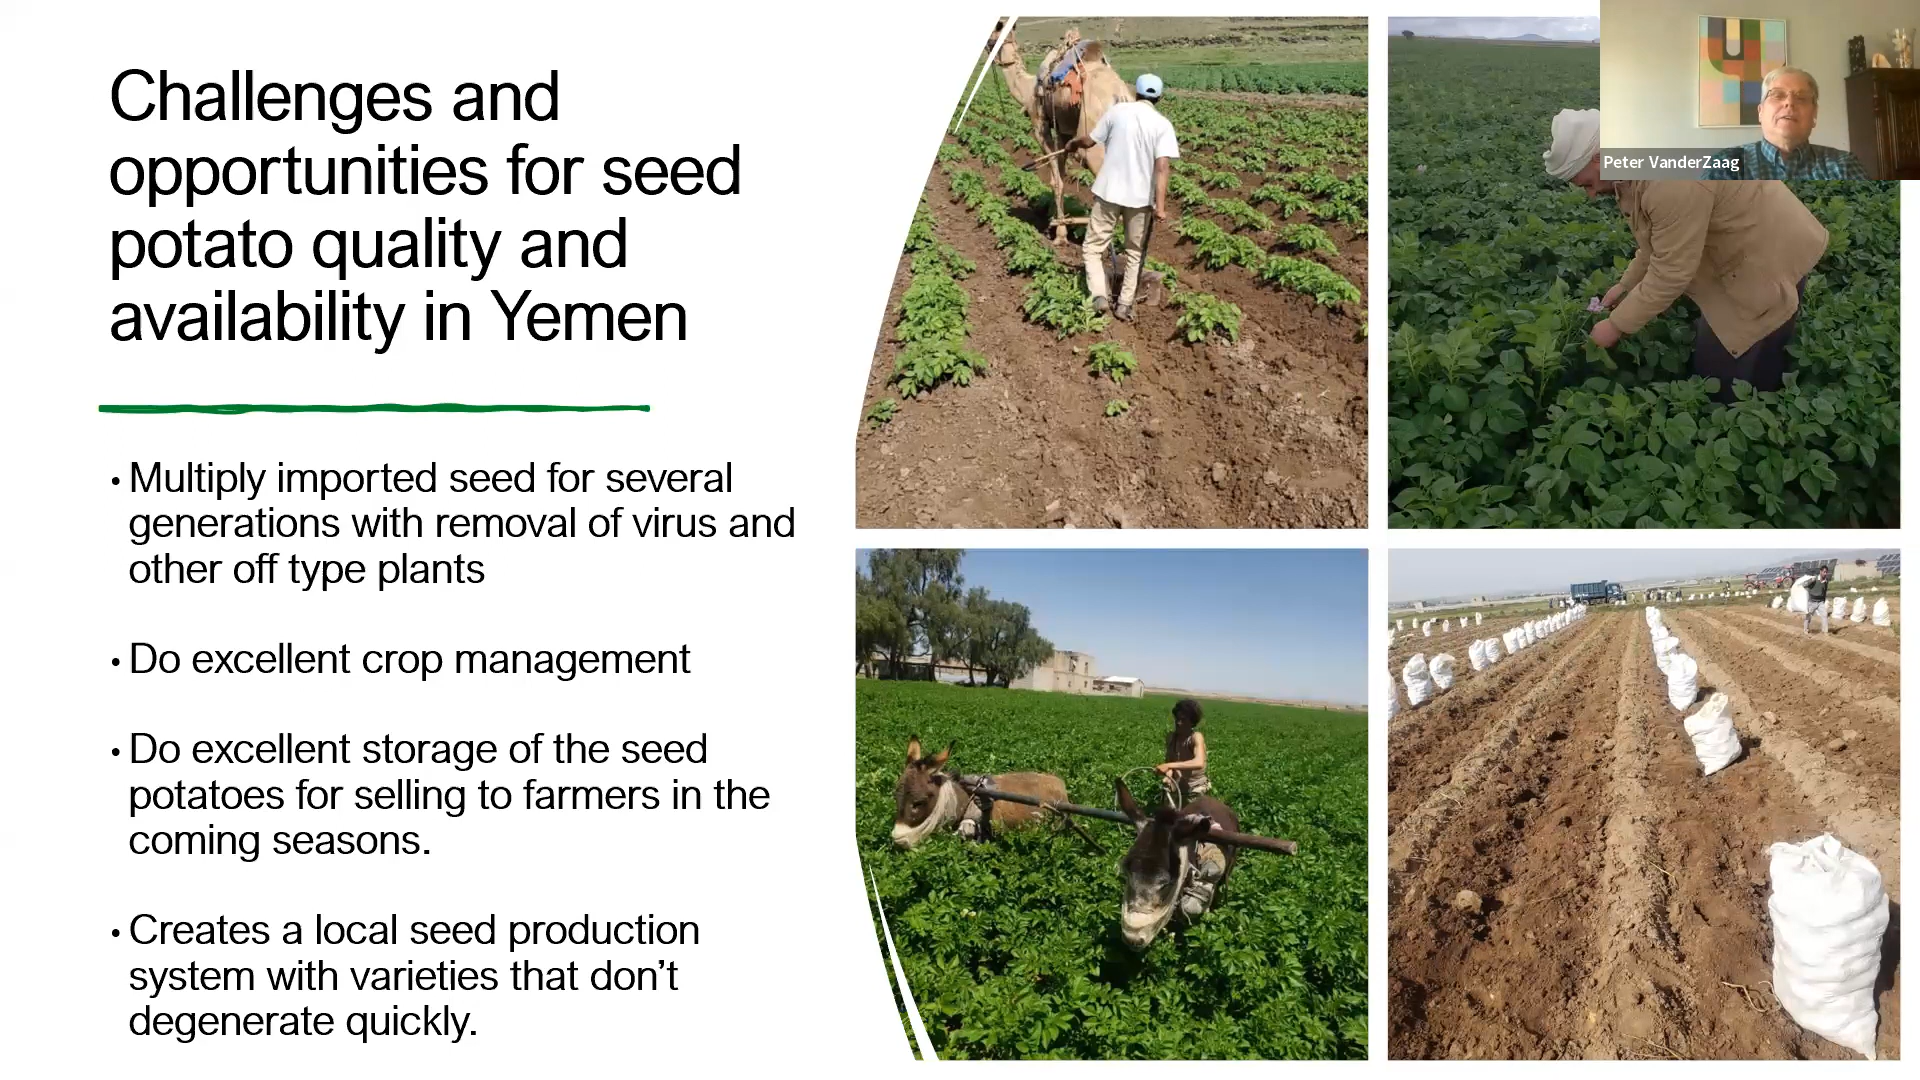 Challenges and
opportunities for seed
potato quality and
availability in Yemen
• Multiply imported seed for several
generations with removal of virus and
other off type plants
• Do excellent crop management
• Do excellent storage of the seed
potatoes for selling to farmers in the
coming seasons.
• Creates a local seed production
system with varieties that don’t
degenerate quickly.
Peter VanderZaag